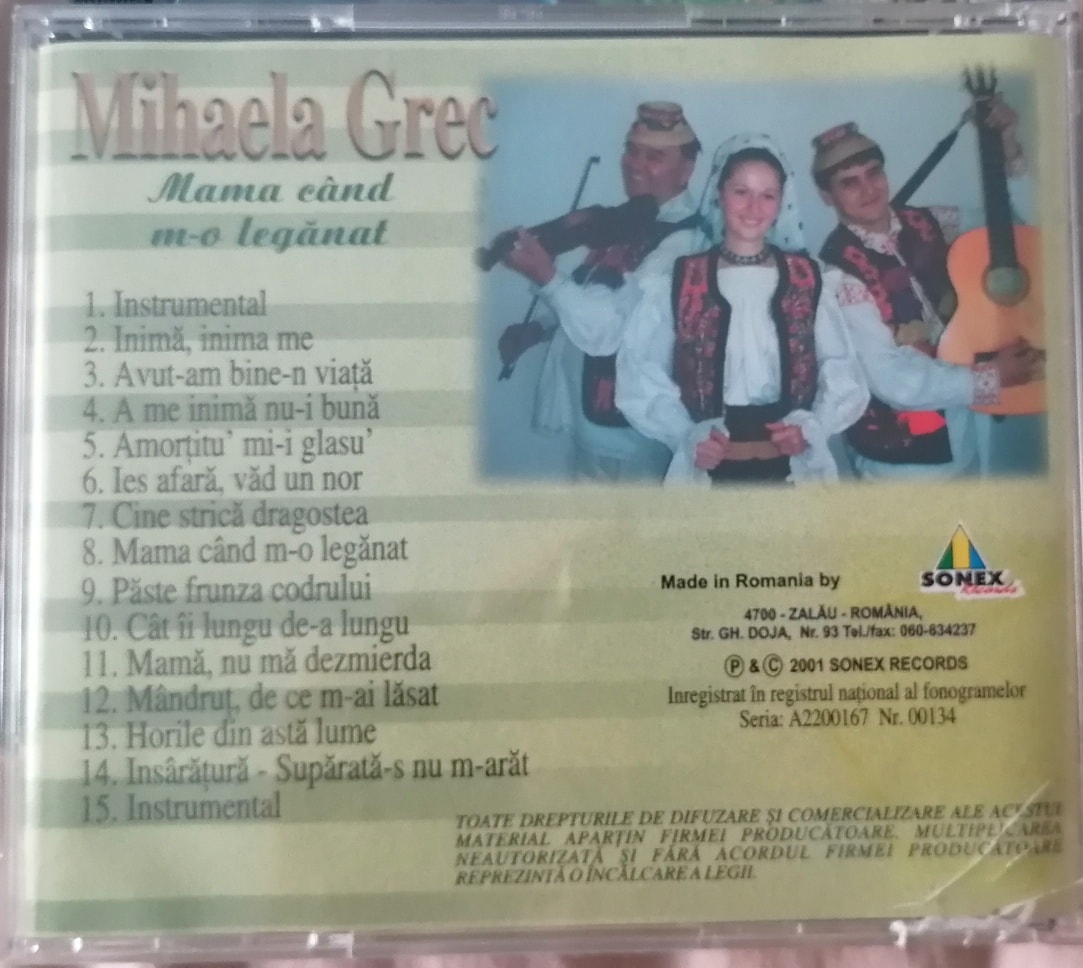 Mihaela Grec
Mama când
m-o legănat
1. Instrumental
2. Inimă, inima me
3. Avut-am bine-n viață
4. A me inimă nu-i bună
5. Amorțitu' mi-i glasu'
6. Ies afară, văd un nor
7. Cine strică dragostea
8. Mama când m-o legănat
9. Păste frunza codrului
10. Cât îi lungu de-a lungu
11. Mamă, nu mă dezmierda
12. Mândruț, de ce m-ai lăsat
13. Horile din astă lume
14. Însărățură - Supărată-s nu m-arăt
15. Instrumental
Made in Romania by
SONEX
Records
4700 - ZALĂU - ROMÂNIA,
Str. GH. DOJA, Nr. 93 Tel./fax: 060-634237
Ⓟ & © 2001 SONEX RECORDS
Inregistrat în registrul național al fonogramelor
Seria: A2200167 Nr. 00134
TOATE DREPTURILE DE DIFUZARE ȘI COMERCIALIZARE ALE ACESTUI
MATERIAL APARȚIN FIRMEI PRODUCĂTOARE. MULTIPLICAREA
NEAUTORIZATĂ ȘI FĂRĂ ACORDUL FIRMEI PRODUCĂTOARE
REPREZINTĂ O ÎNCĂLCARE A LEGII.